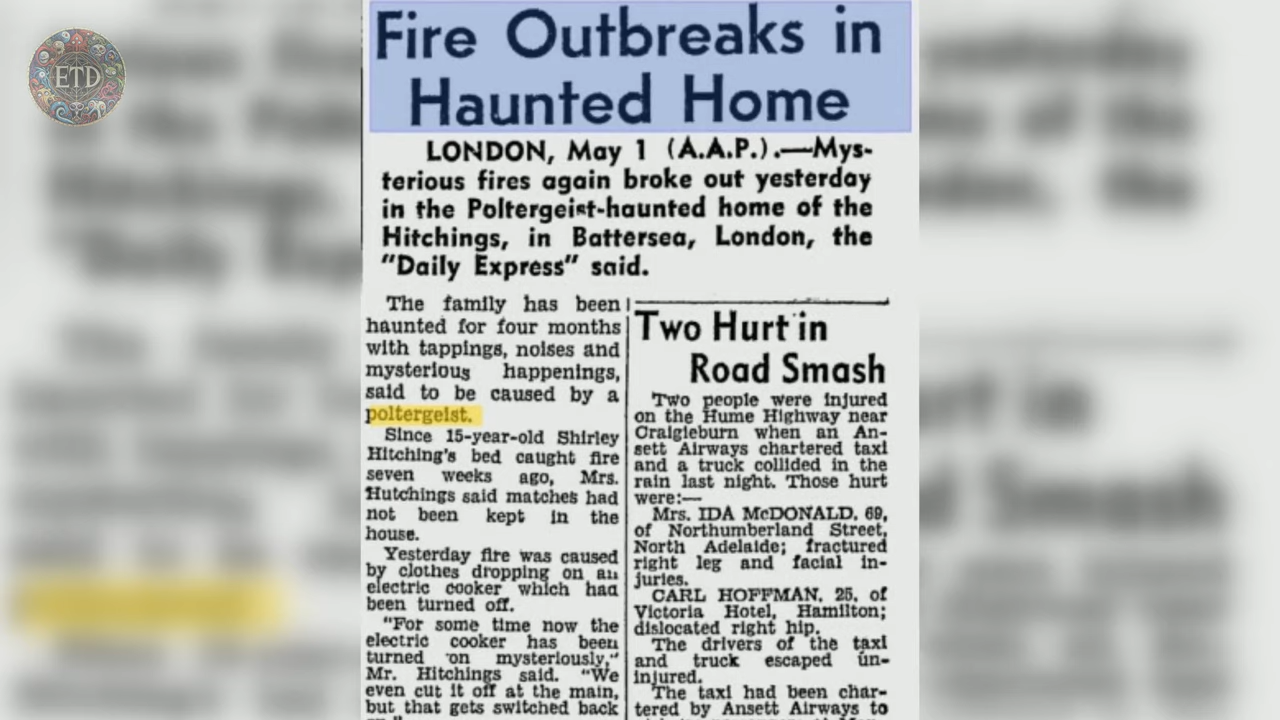 ETD
Fire Outbreaks in
Haunted Home
LONDON, May 1 (A.A.P.).—Mys-
terious fires again broke out yesterday
in the Poltergeist-haunted home of the
Hitchings, in Battersea, London, the
"Daily Express" said.
The family has been
haunted for four months
with tappings, noises and
mysterious happenings,
said to be caused by a
poltergeist.
Since 15-year-old Shirley
Hitching's bed caught fire
seven weeks ago, Mrs.
Hutchings said matches had
not been kept in the
house.
Yesterday fire was caused
by clothes dropping on an
electric cooker which had
been turned off.
"For some time now the
electric cooker has been
turned on mysteriously,"
Mr. Hitchings said. "We
even cut it off at the main,
but that gets switched back
Two Hurt in
Road Smash
Two people were injured
on the Hume Highway near
Craigieburn when an An-
sett Airways chartered taxi
and a truck collided in the
rain last night. Those hurt
were:—
Mrs. IDA McDONALD, 69,
of Northumberland Street,
North Adelaide; fractured
right leg and facial in-
juries.
CARL HOFFMAN, 25, of
Victoria Hotel, Hamilton;
dislocated right hip.
The drivers of the taxi
and truck escaped un-
injured.
The taxi had been char-
tered by Ansett Airways to